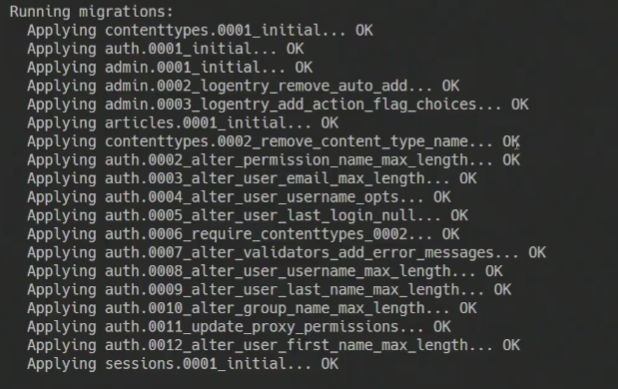 Running migrations:
Applying contenttypes.0001_initial... OK
Applying auth.0001_initial... OK
Applying admin.0001_initial... OK
Applying admin.0002_logentry_remove_auto_add... OK
Applying admin.0003_logentry_add_action_flag_choices... OK
Applying articles.0001_initial... OK
Applying contenttypes.0002_remove_content_type_name... OK
Applying auth.0002_alter_permission_name_max_length... OK
Applying auth.0003_alter_user_email_max_length... OK
Applying auth.0004_alter_user_username_opts... OK
Applying auth.0005_alter_user_last_login_null... OK
Applying auth.0006_require_contenttypes_0002... OK
Applying auth.0007_alter_validators_add_error_messages... OK
Applying auth.0008_alter_user_username_max_length... OK
Applying auth.0009_alter_user_last_name_max_length... OK
Applying auth.0010_alter_group_name_max_length... OK
Applying auth.0011_update_proxy_permissions... OK
Applying auth.0012_alter_user_first_name_max_length... OK
Applying sessions.0001_initial... OK